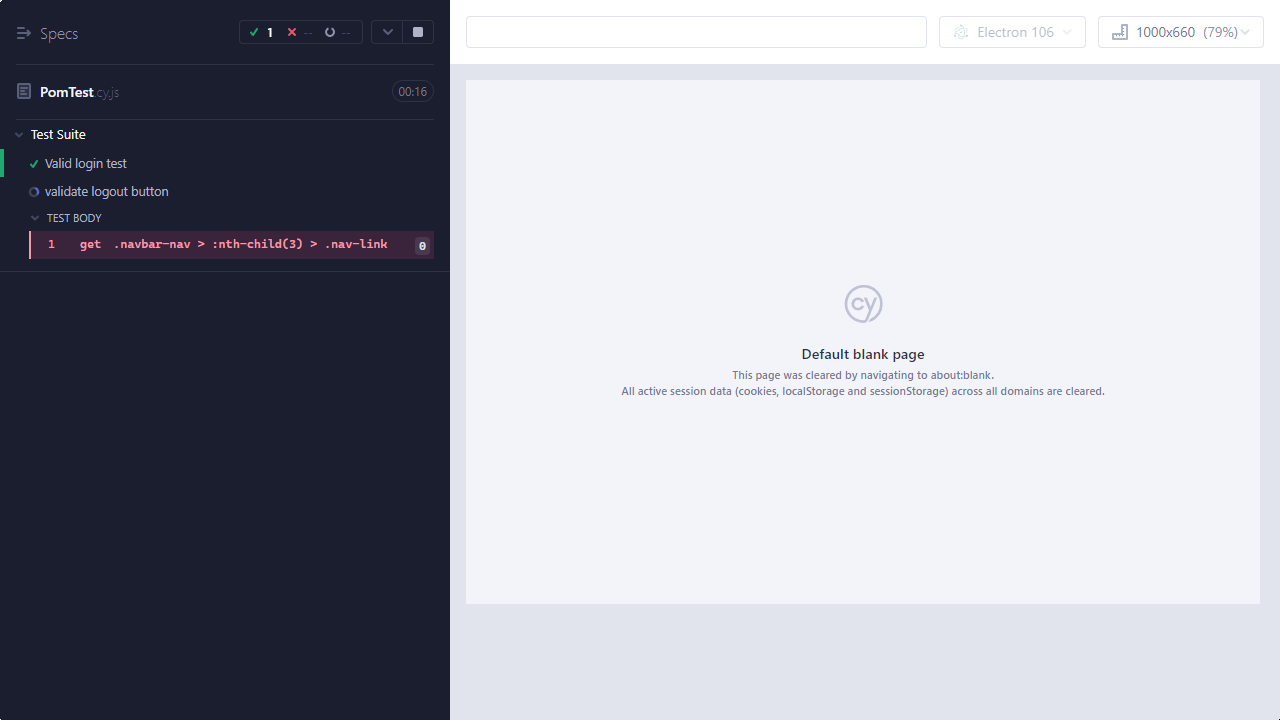 Specs
1 -- --
PomTest cy.js
00:16
Test Suite
Valid login test
validate logout button
TEST BODY
1 get .navbar-nav > :nth-child(3) > .nav-link 0
Electron 106
1000x660 (79%)
cy
Default blank page
This page was cleared by navigating to about:blank.
All active session data (cookies, localStorage and sessionStorage) across all domains are cleared.